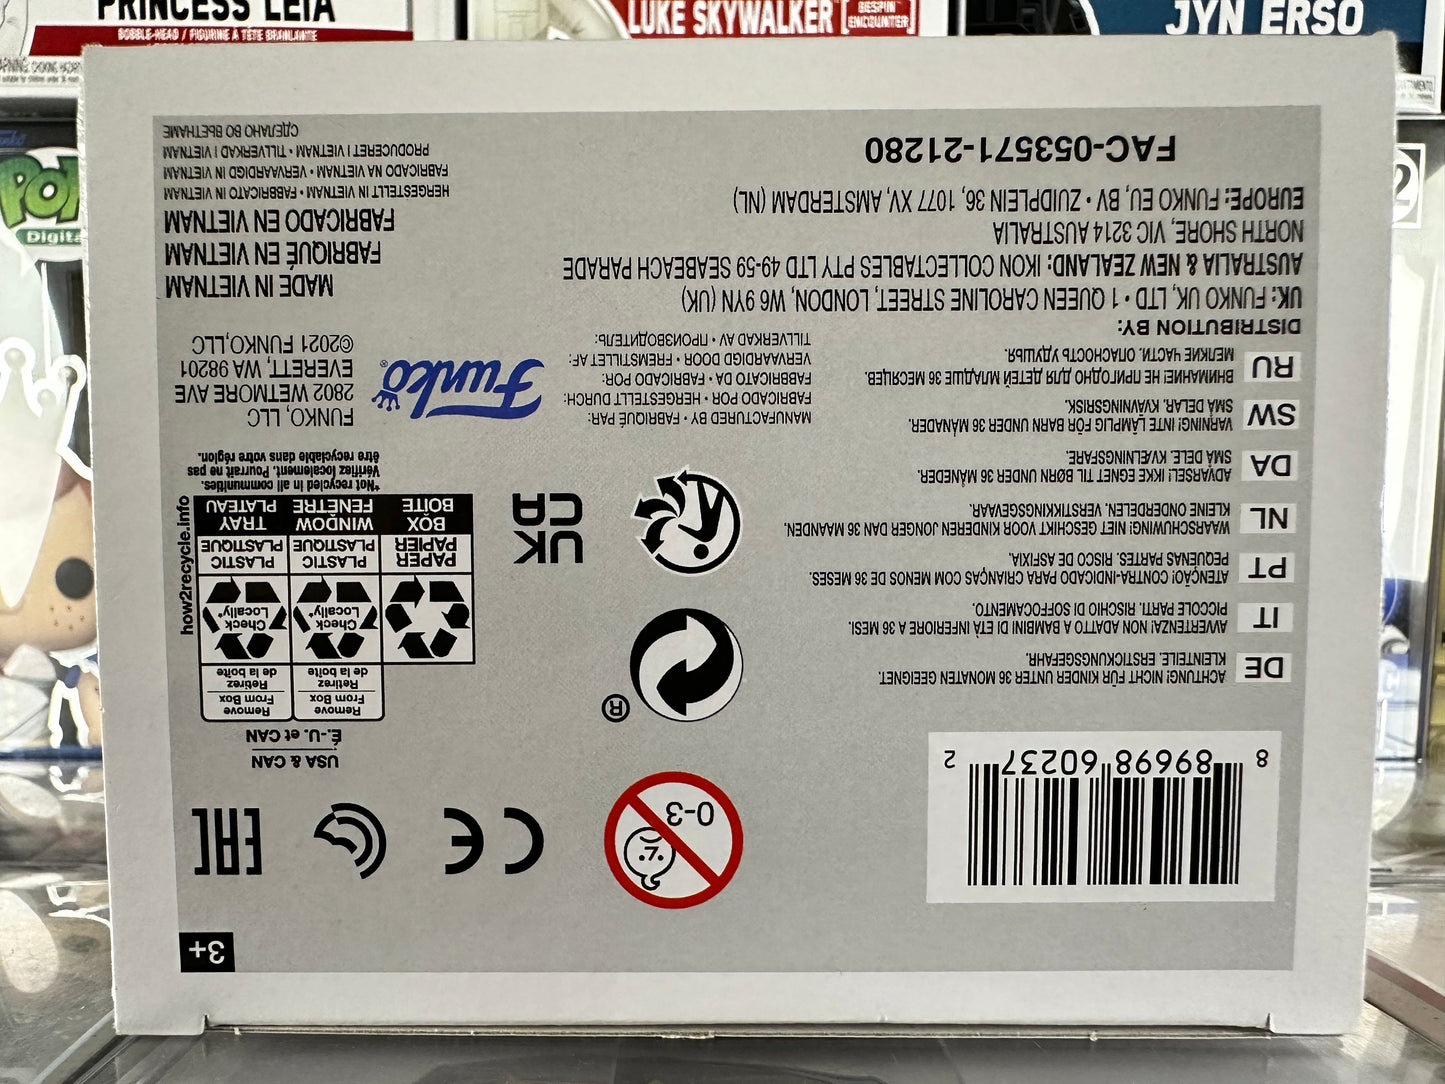 PRINCESS LEIA
BOBBLE-HEAD / FIGURINE À TÊTE BRANLANTE
LUKE SKYWALKER
BESPIN
ENCOUNTER
JYN ERSO
POP
Digita
2
3+
8 89698 60237 2
0-3
CE
EAC
USA & CAN
É.-U. et CAN
Remove
From Box
Retirez
de la boîte
Remove
From Box
Retirez
de la boîte
Check
Locally*
Check
Locally*
PAPER
PAPIER
PLASTIC
PLASTIQUE
PLASTIC
PLASTIQUE
BOX
BOÎTE
WINDOW
FENÊTRE
TRAY
PLATEAU
how2recycle.info
*Not recycled in all communities.
Vérifiez localement. Pourrait ne pas
être recyclable dans votre région.
®
UK
CA
DE
ACHTUNG! NICHT FÜR KINDER UNTER 36 MONATEN GEEIGNET.
KLEINTEILE. ERSTICKUNGSGEFAHR.
IT
AVVERTENZA! NON ADATTO A BAMBINI DI ETÀ INFERIORE A 36 MESI.
PICCOLE PARTI. RISCHIO DI SOFFOCAMENTO.
PT
ATENÇÃO! CONTRA-INDICADO PARA CRIANÇAS COM MENOS DE 36 MESES.
PEQUENAS PARTES. RISCO DE ASFIXIA.
NL
WAARSCHUWING! NIET GESCHIKT VOOR KINDEREN JONGER DAN 36 MAANDEN.
KLEINE ONDERDELEN. VERSTIKKINGSGEVAAR.
DA
ADVARSEL! IKKE EGNET TIL BØRN UNDER 36 MÅNEDER.
SMÅ DELE. KVÆLNINGSFARE.
SW
VARNING! INTE LÄMPLIG FÖR BARN UNDER 36 MÅNADER.
SMÅ DELAR. KVÄVNINGSRISK.
RU
ВНИМАНИЕ! НЕ ПРИГОДНО ДЛЯ ДЕТЕЙ МЛАДШЕ 36 МЕСЯЦЕВ.
МЕЛКИЕ ЧАСТИ. ОПАСНОСТЬ УДУШЬЯ.
MANUFACTURED BY • FABRIQUÉ PAR:
FABRICADO POR • HERGESTELLT DURCH:
FABBRICATO DA • FABRICADO POR:
VERVAARDIGD DOOR • FREMSTILLET AF:
TILLVERKAD AV • ПРОИЗВОДИТЕЛЬ:
Funko®
FUNKO, LLC
2802 WETMORE AVE
EVERETT, WA 98201
©2021 FUNKO,LLC
DISTRIBUTION BY:
UK: FUNKO UK, LTD • 1 QUEEN CAROLINE STREET, LONDON, W6 9YN (UK)
AUSTRALIA & NEW ZEALAND: IKON COLLECTABLES PTY LTD 49-59 SEABEACH PARADE
NORTH SHORE, VIC 3214 AUSTRALIA
EUROPE: FUNKO EU, BV • ZUIDPLEIN 36, 1077 XV, AMSTERDAM (NL)
MADE IN VIETNAM
FABRIQUÉ EN VIETNAM
FABRICADO EN VIETNAM
HERGESTELLT IN VIETNAM • FABBRICATO IN VIETNAM
FABRICADO NA VIETNAM • VERVAARDIGD IN VIETNAM
PRODUCERET I VIETNAM • TILLVERKAD I VIETNAM
СДЕЛАНО ВО ВЬЕТНАМЕ
FAC-053571-21280